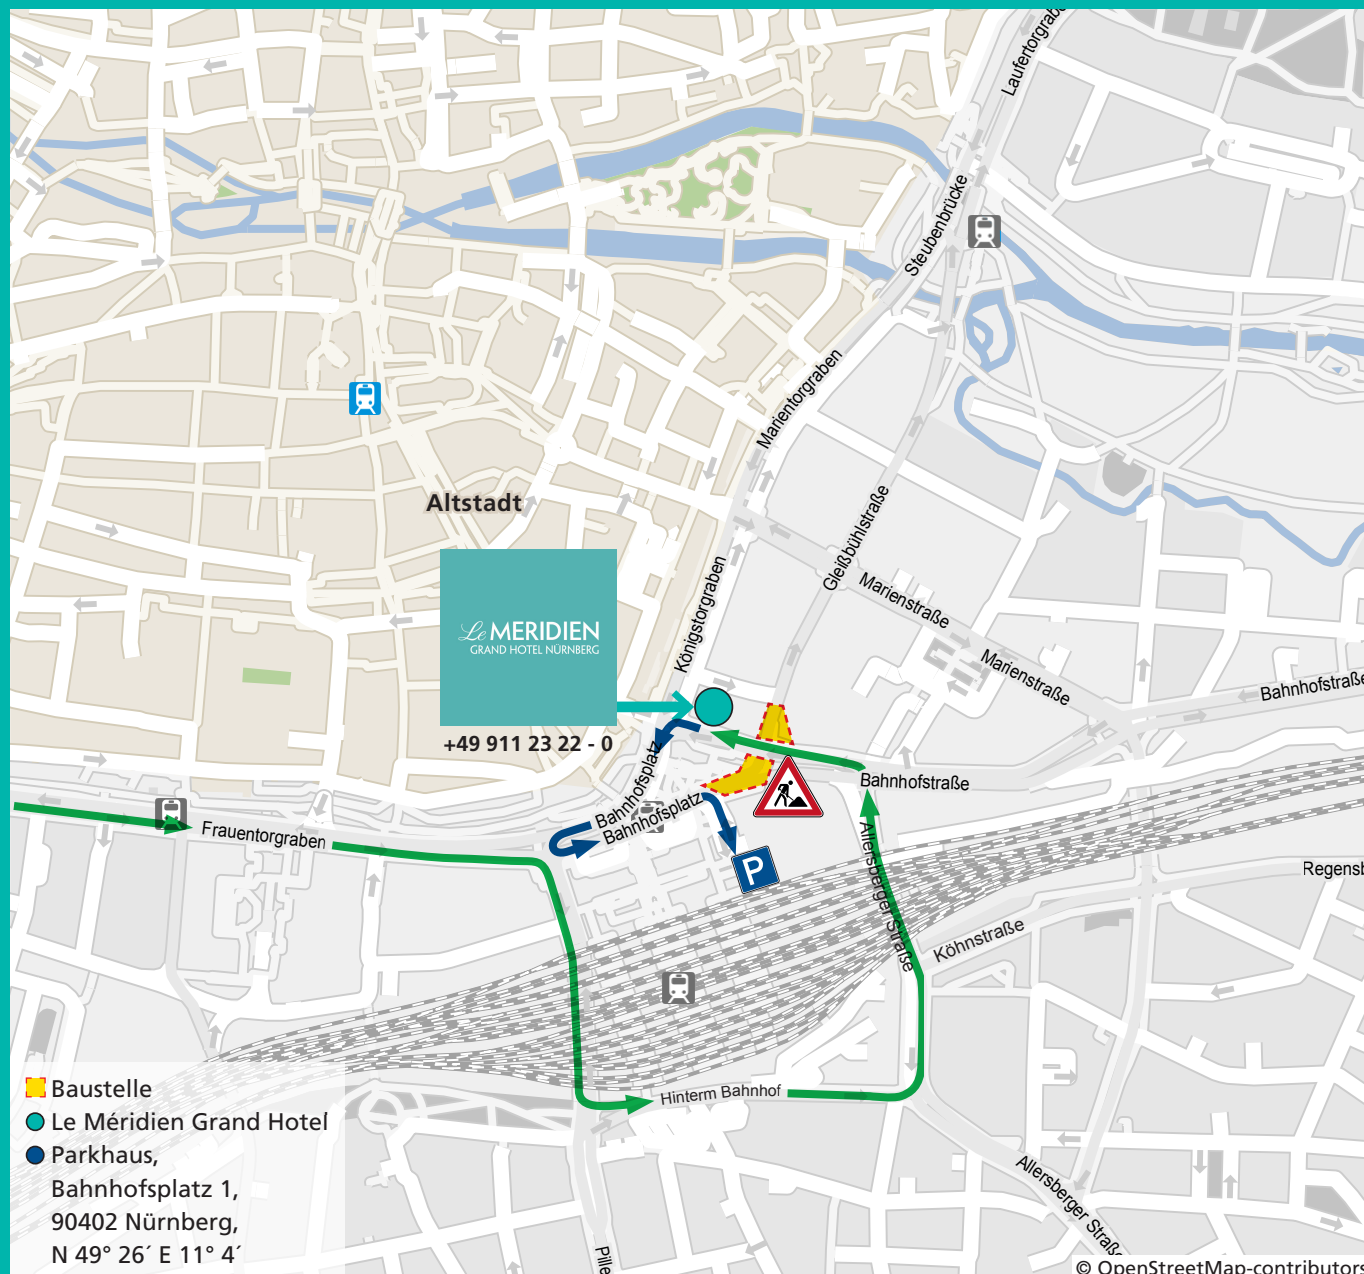 Laufertorgrabe
Steubenbrücke
Marientorgraben
Altstadt
Gleißbühlstraße
Königstorgraben
Marienstraße
Marienstraße
Bahnhofstraße
Le MERIDIEN
GRAND HOTEL NÜRNBERG
+49 911 23 22 - 0
Bahnhofsplatz
Bahnhofsplatz
Bahnhofstraße
Frauentorgraben
Allersberger Straße
P
Regensb
Köhnstraße
Hinterm Bahnhof
Allersberger Straße
Pille
Baustelle
Le Méridien Grand Hotel
Parkhaus,
Bahnhofsplatz 1,
90402 Nürnberg,
N 49° 26´ E 11° 4´
© OpenStreetMap-contributors